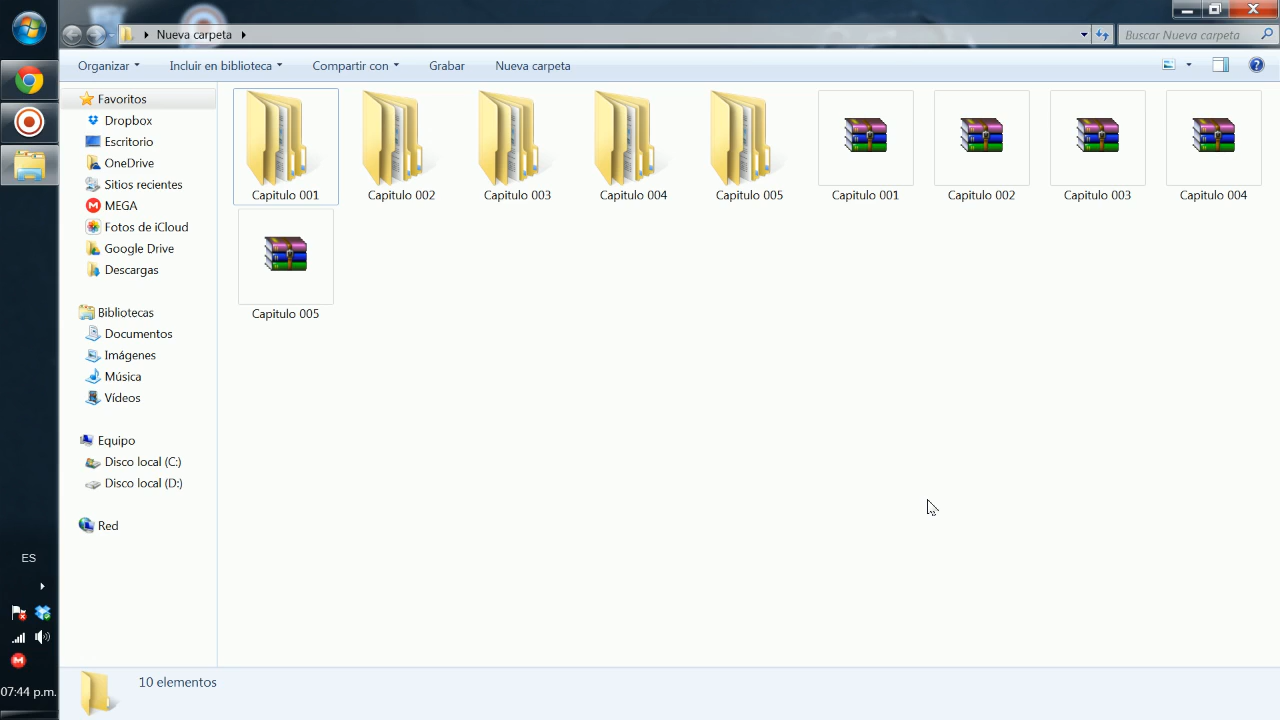 Nueva carpeta
Buscar Nueva carpeta
Organizar
Incluir en biblioteca
Compartir con
Grabar
Nueva carpeta
Favoritos
Dropbox
Escritorio
OneDrive
Sitios recientes
MEGA
Fotos de iCloud
Google Drive
Descargas
Bibliotecas
Documentos
Imágenes
Música
Vídeos
Equipo
Disco local (C:)
Disco local (D:)
Red
Capitulo 001
Capitulo 002
Capitulo 003
Capitulo 004
Capitulo 005
Capitulo 001
Capitulo 002
Capitulo 003
Capitulo 004
Capitulo 005
10 elementos
ES
07:44 p.m.